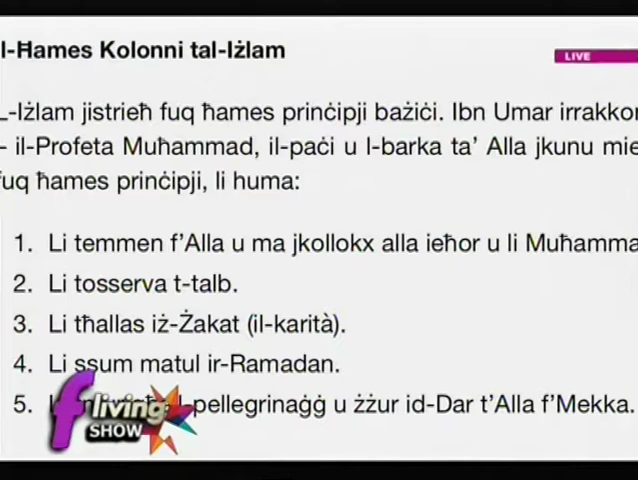 l-Ħames Kolonni tal-Iżlam
LIVE
L-Iżlam jistrieħ fuq ħames prinċipji bażiċi. Ibn Umar irrakkon
- il-Profeta Muħammad, il-paċi u l-barka ta' Alla jkunu mie
fuq ħames prinċipji, li huma:
1. Li temmen f'Alla u ma jkollokx alla ieħor u li Muħamma
2. Li tosserva t-talb.
3. Li tħallas iż-Żakat (il-karità).
4. Li ssum matul ir-Ramadan.
5. l-pellegrinaġġ u żżur id-Dar t'Alla f'Mekka.
f living
SHOW